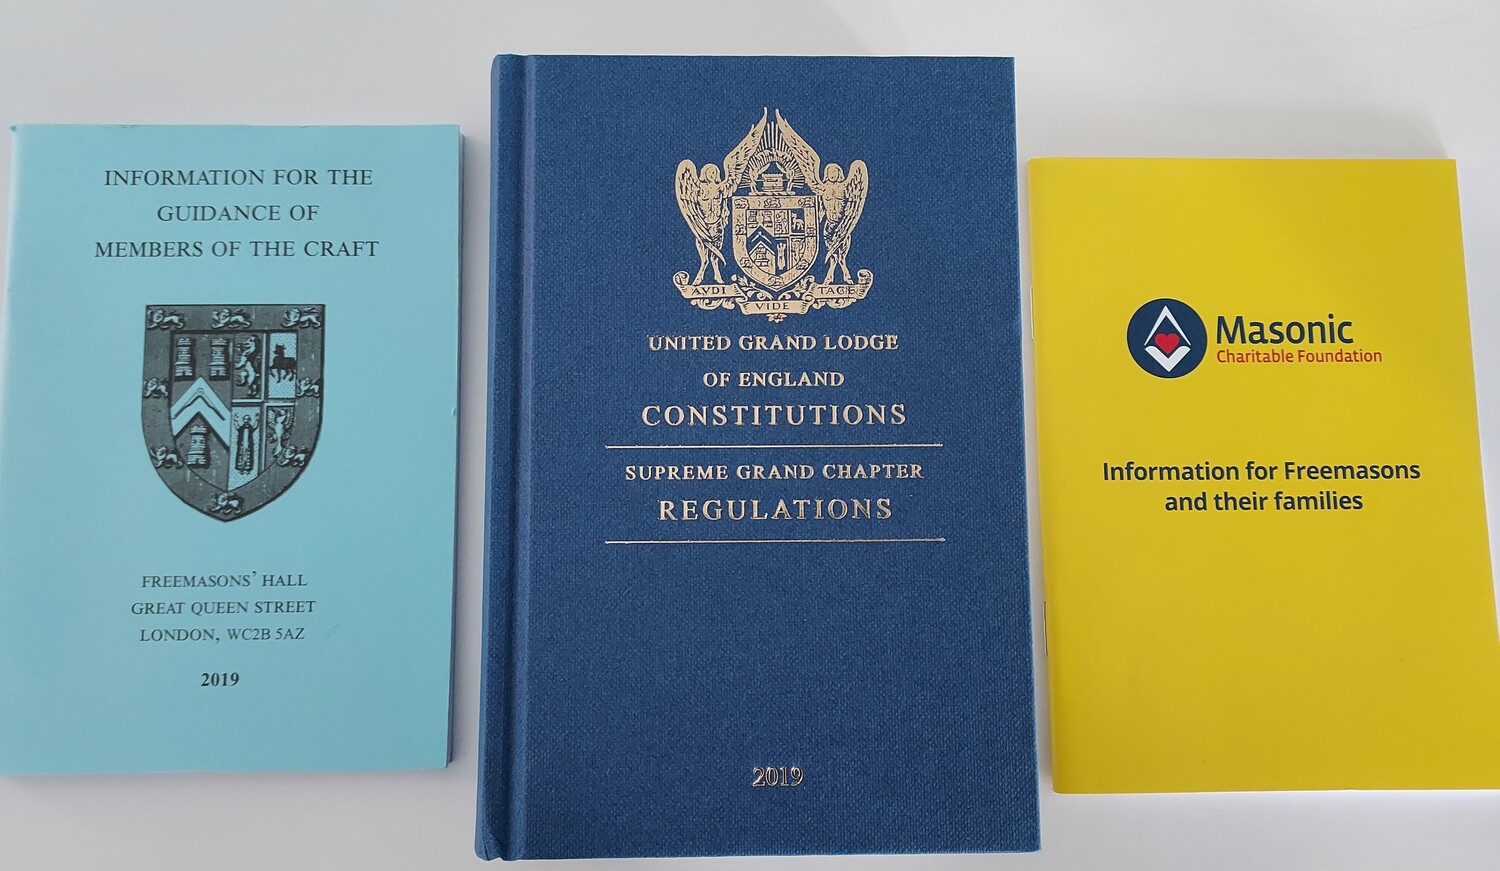 INFORMATION FOR THE
GUIDANCE OF
MEMBERS OF THE CRAFT
FREEMASONS' HALL
GREAT QUEEN STREET
LONDON, WC2B 5AZ
2019
AVDI VIDE TACE
UNITED GRAND LODGE
OF ENGLAND
CONSTITUTIONS
SUPREME GRAND CHAPTER
REGULATIONS
2019
Masonic
Charitable Foundation
Information for Freemasons
and their families